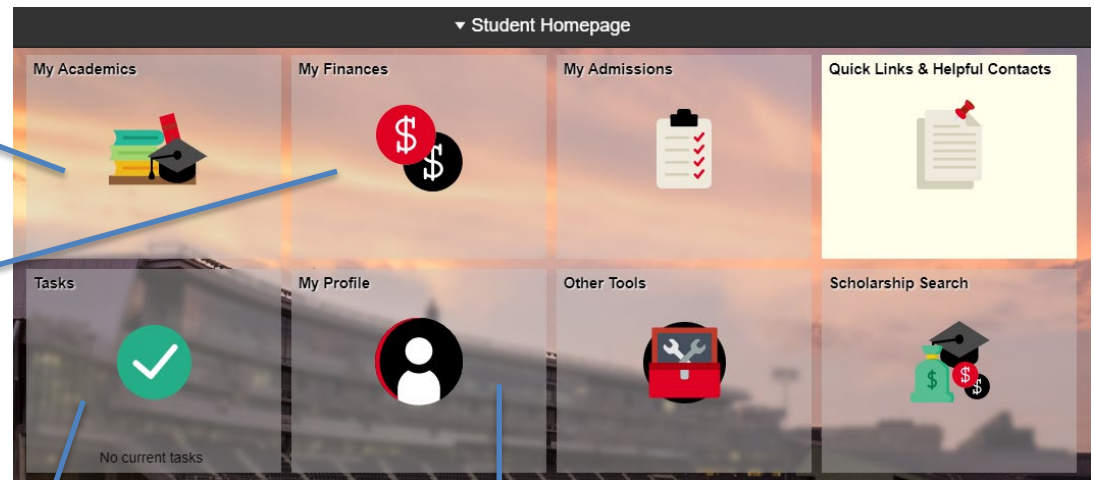 ▾ Student Homepage
My Academics
My Finances
My Admissions
Quick Links & Helpful Contacts
Tasks
My Profile
Other Tools
Scholarship Search
No current tasks